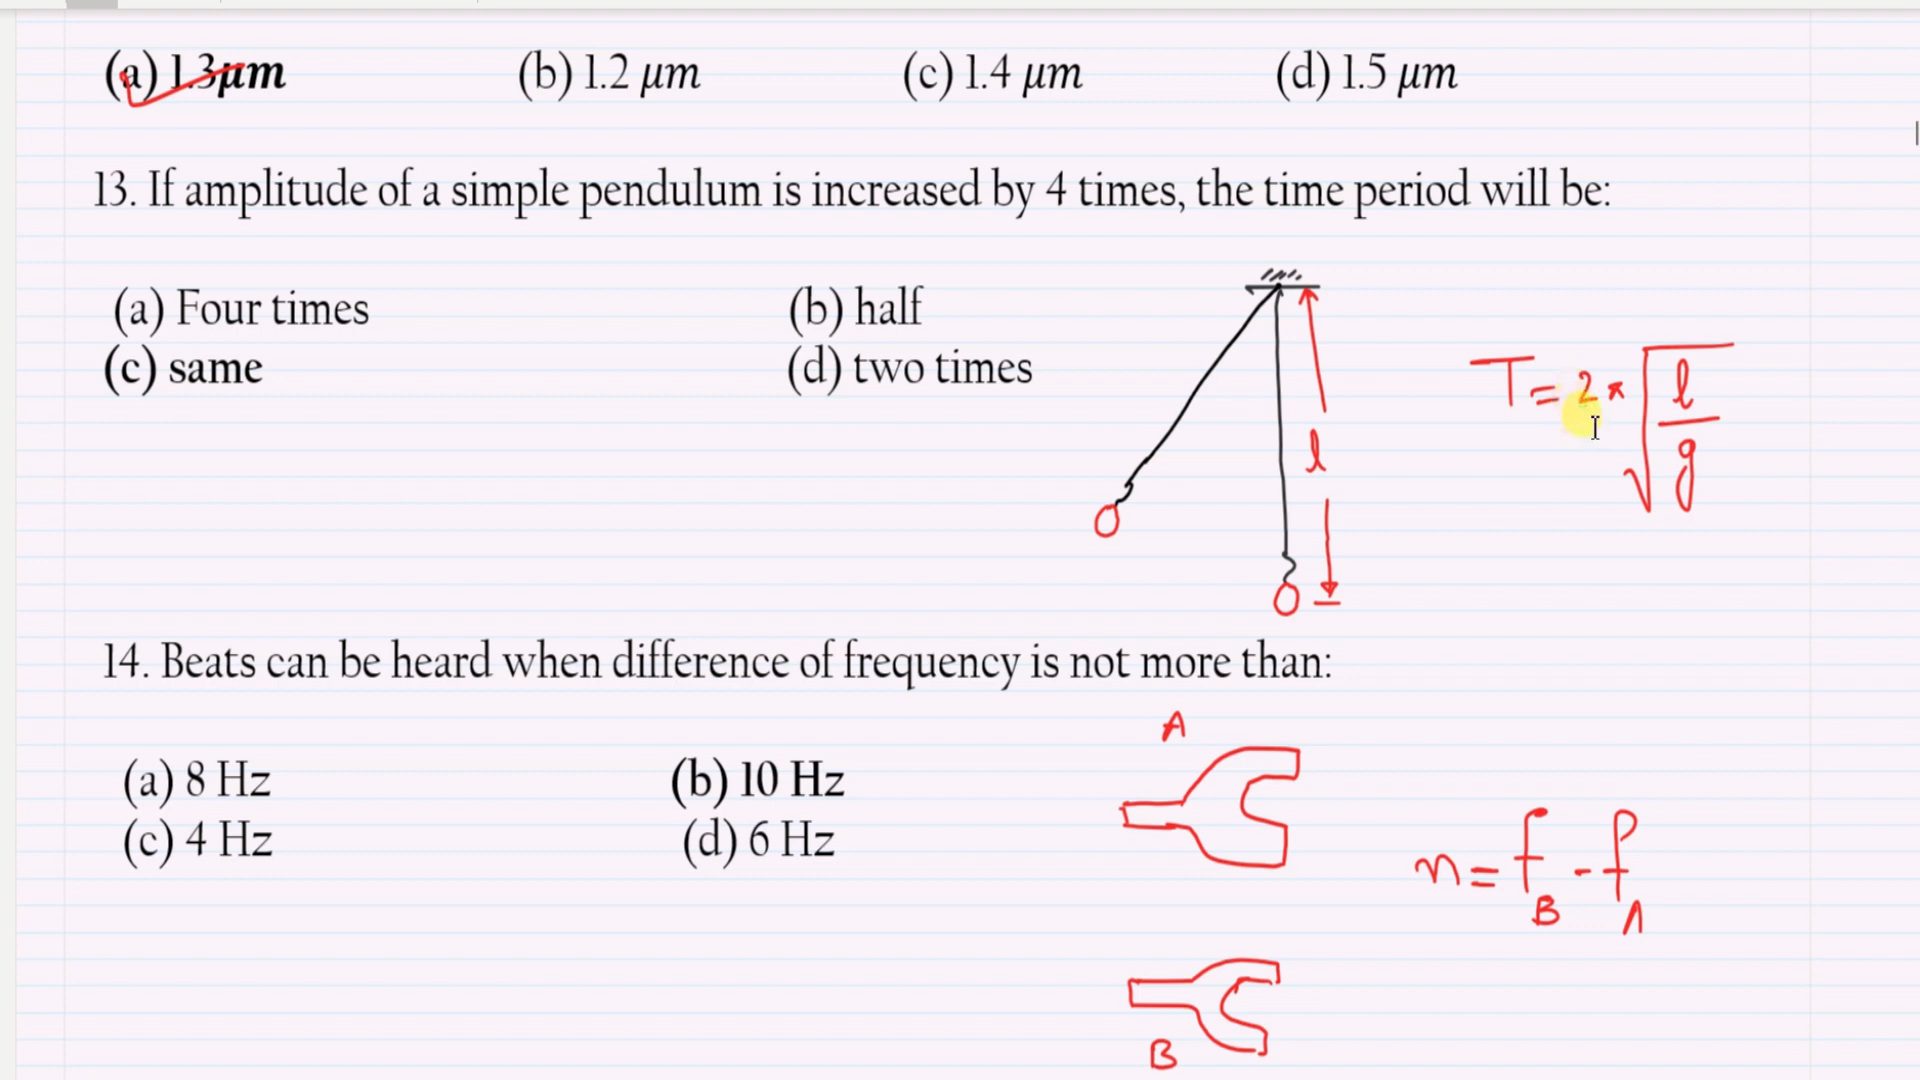 (a) 1.3μm (b) 1.2 μm (c) 1.4 μm (d) 1.5 μm
13. If amplitude of a simple pendulum is increased by 4 times, the time period will be:
(a) Four times (b) half
(c) same (d) two times
l
T = 2π √(l/g)
14. Beats can be heard when difference of frequency is not more than:
A
(a) 8 Hz (b) 10 Hz
(c) 4 Hz (d) 6 Hz
n = f_B - f_A
B